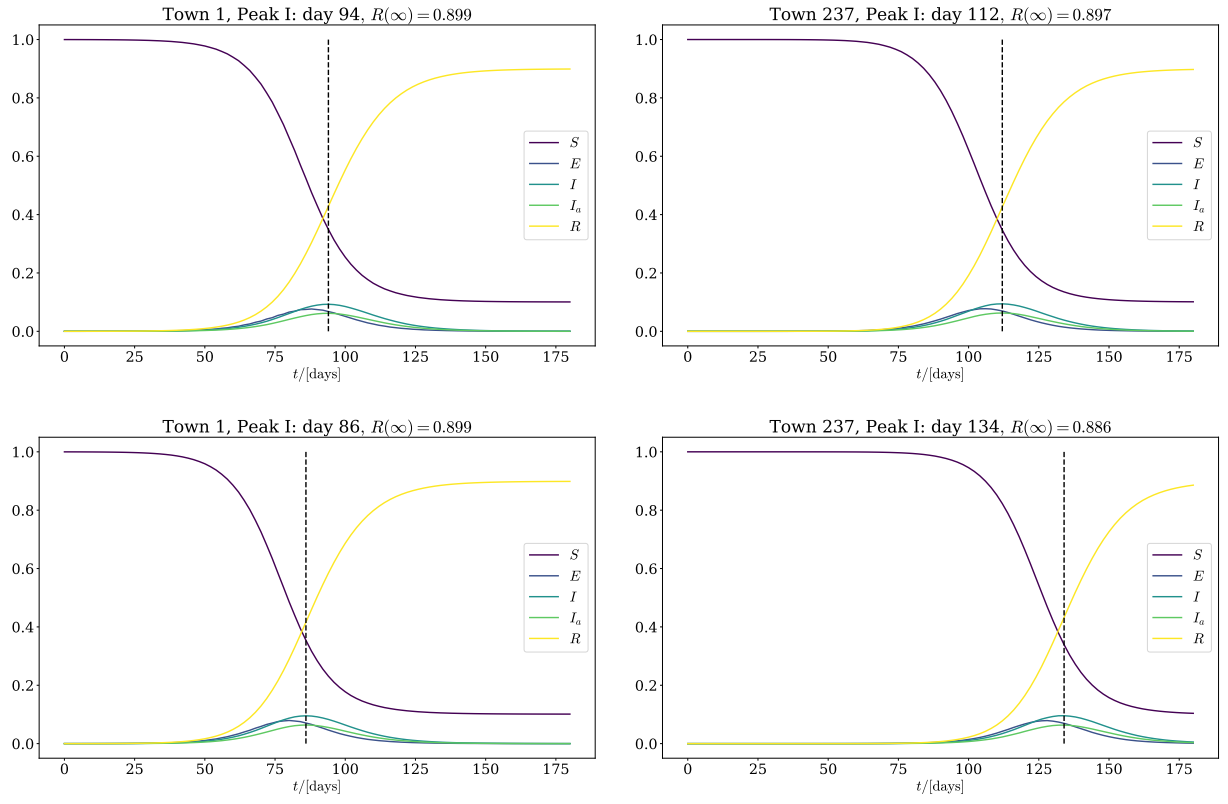 Town 1, Peak I: day 94, R(∞) = 0.899
1.0
0.8
0.6
0.4
0.2
0.0
0 25 50 75 100 125 150 175
t/[days]
S
E
I
Iₐ
R
Town 237, Peak I: day 112, R(∞) = 0.897
1.0
0.8
0.6
0.4
0.2
0.0
0 25 50 75 100 125 150 175
t/[days]
S
E
I
Iₐ
R
Town 1, Peak I: day 86, R(∞) = 0.899
1.0
0.8
0.6
0.4
0.2
0.0
0 25 50 75 100 125 150 175
t/[days]
S
E
I
Iₐ
R
Town 237, Peak I: day 134, R(∞) = 0.886
1.0
0.8
0.6
0.4
0.2
0.0
0 25 50 75 100 125 150 175
t/[days]
S
E
I
Iₐ
R